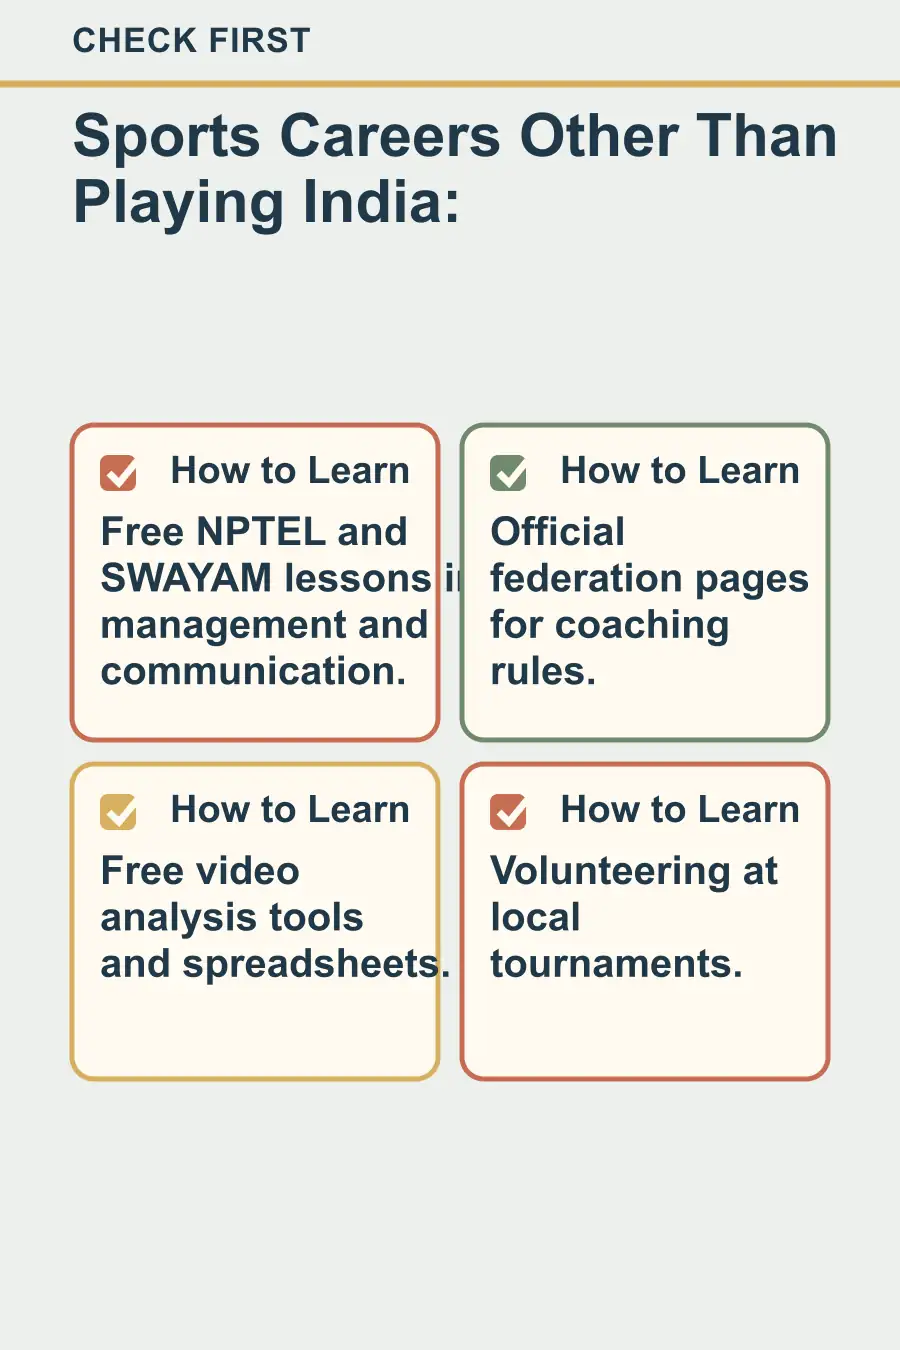 CHECK FIRST
Sports Careers Other Than
Playing India:
How to Learn
Free NPTEL and
SWAYAM lessons
management and
communication.
How to Learn
Official
federation pages
for coaching
rules.
How to Learn
Free video
analysis tools
and spreadsheets.
How to Learn
Volunteering at
local
tournaments.